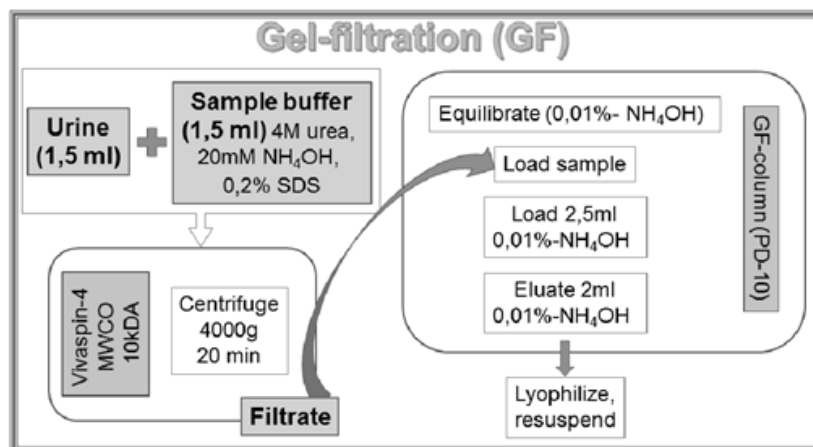 Gel-filtration (GF)
Urine
(1,5 ml)
Sample buffer
(1,5 ml) 4M urea,
20mM NH₄OH,
0,2% SDS
Vivaspin-4
MWCO
10kDA
Centrifuge
4000g
20 min
Filtrate
Equilibrate (0,01%- NH₄OH)
Load sample
Load 2,5ml
0,01%-NH₄OH
Eluate 2ml
0,01%-NH₄OH
GF-column (PD-10)
Lyophilize,
resuspend